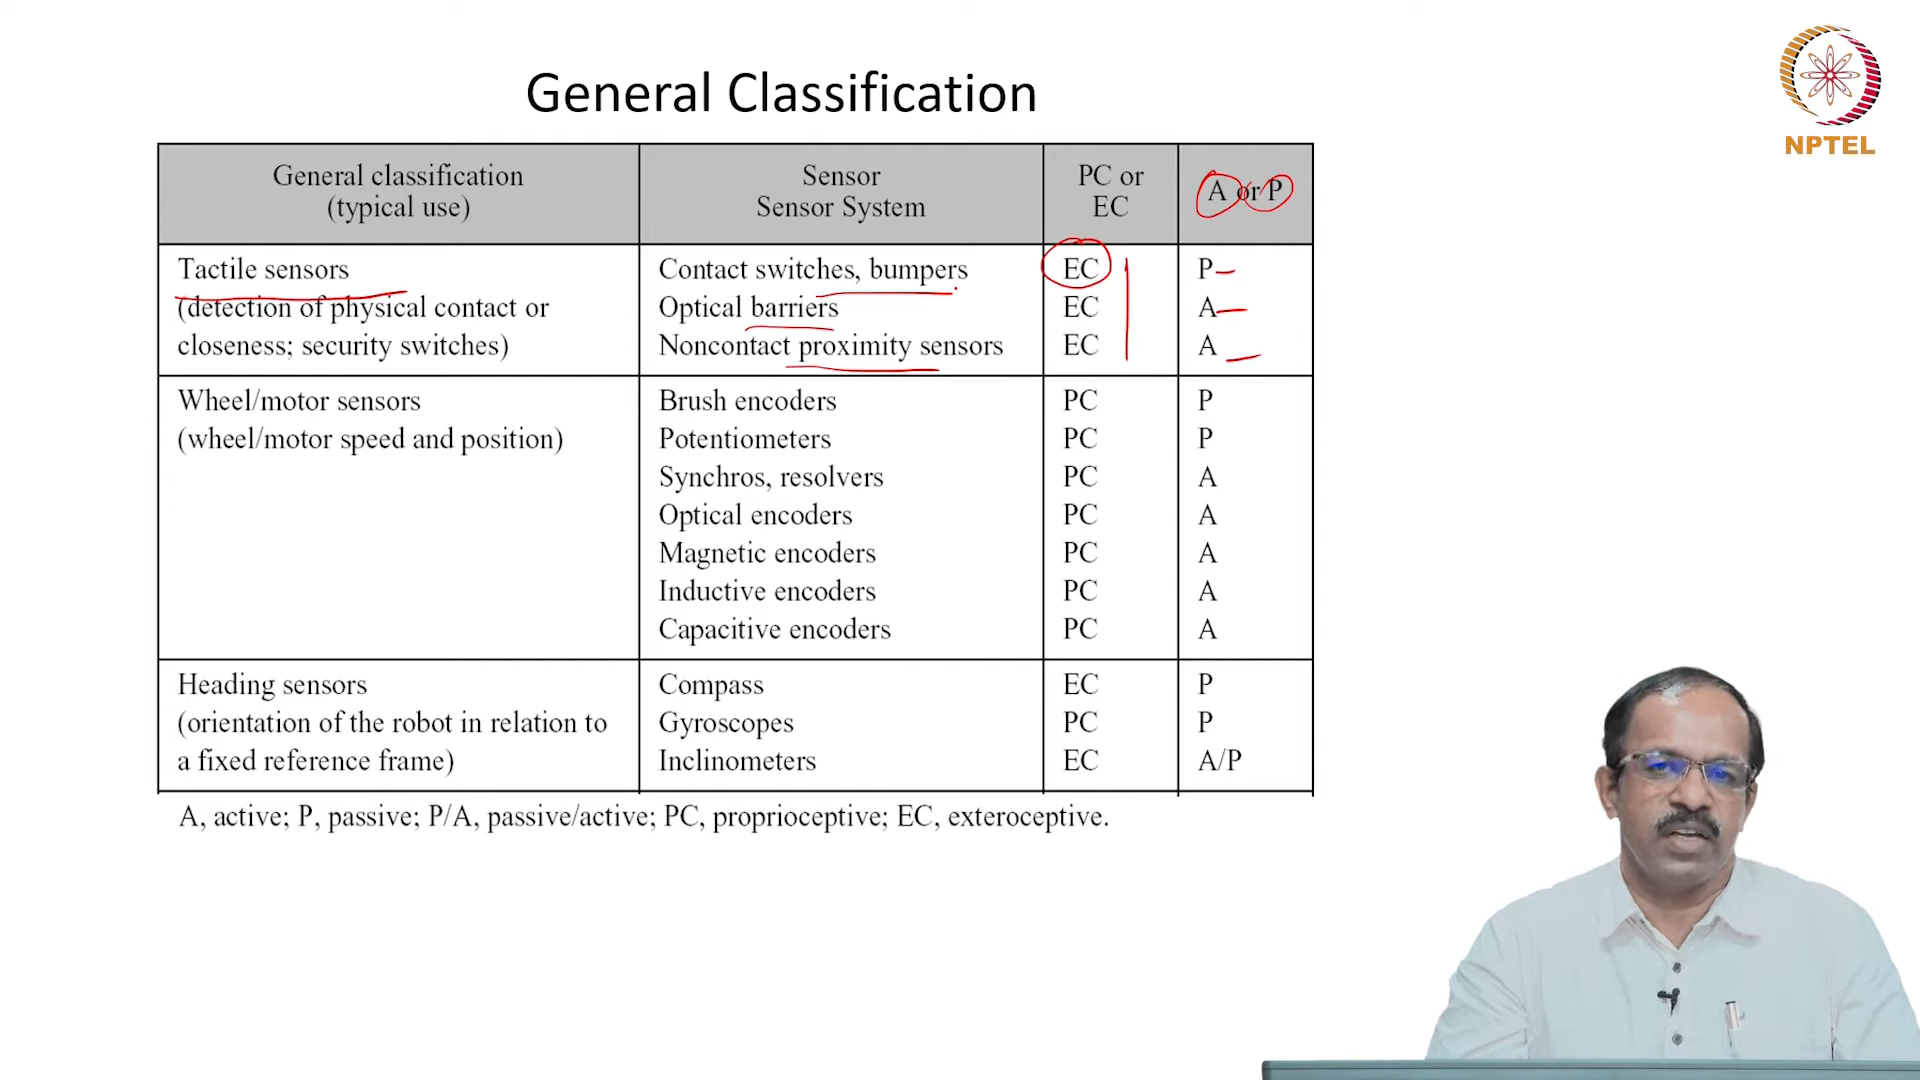 General Classification
NPTEL
General classification
(typical use)
Sensor
Sensor System
PC or
EC
A or P
Tactile sensors
(detection of physical contact or
closeness; security switches)
Contact switches, bumpers
Optical barriers
Noncontact proximity sensors
EC
EC
EC
P
A
A
Wheel/motor sensors
(wheel/motor speed and position)
Brush encoders
Potentiometers
Synchros, resolvers
Optical encoders
Magnetic encoders
Inductive encoders
Capacitive encoders
PC
PC
PC
PC
PC
PC
PC
P
P
A
A
A
A
A
Heading sensors
(orientation of the robot in relation to
a fixed reference frame)
Compass
Gyroscopes
Inclinometers
EC
PC
EC
P
P
A/P
A, active; P, passive; P/A, passive/active; PC, proprioceptive; EC, exteroceptive.